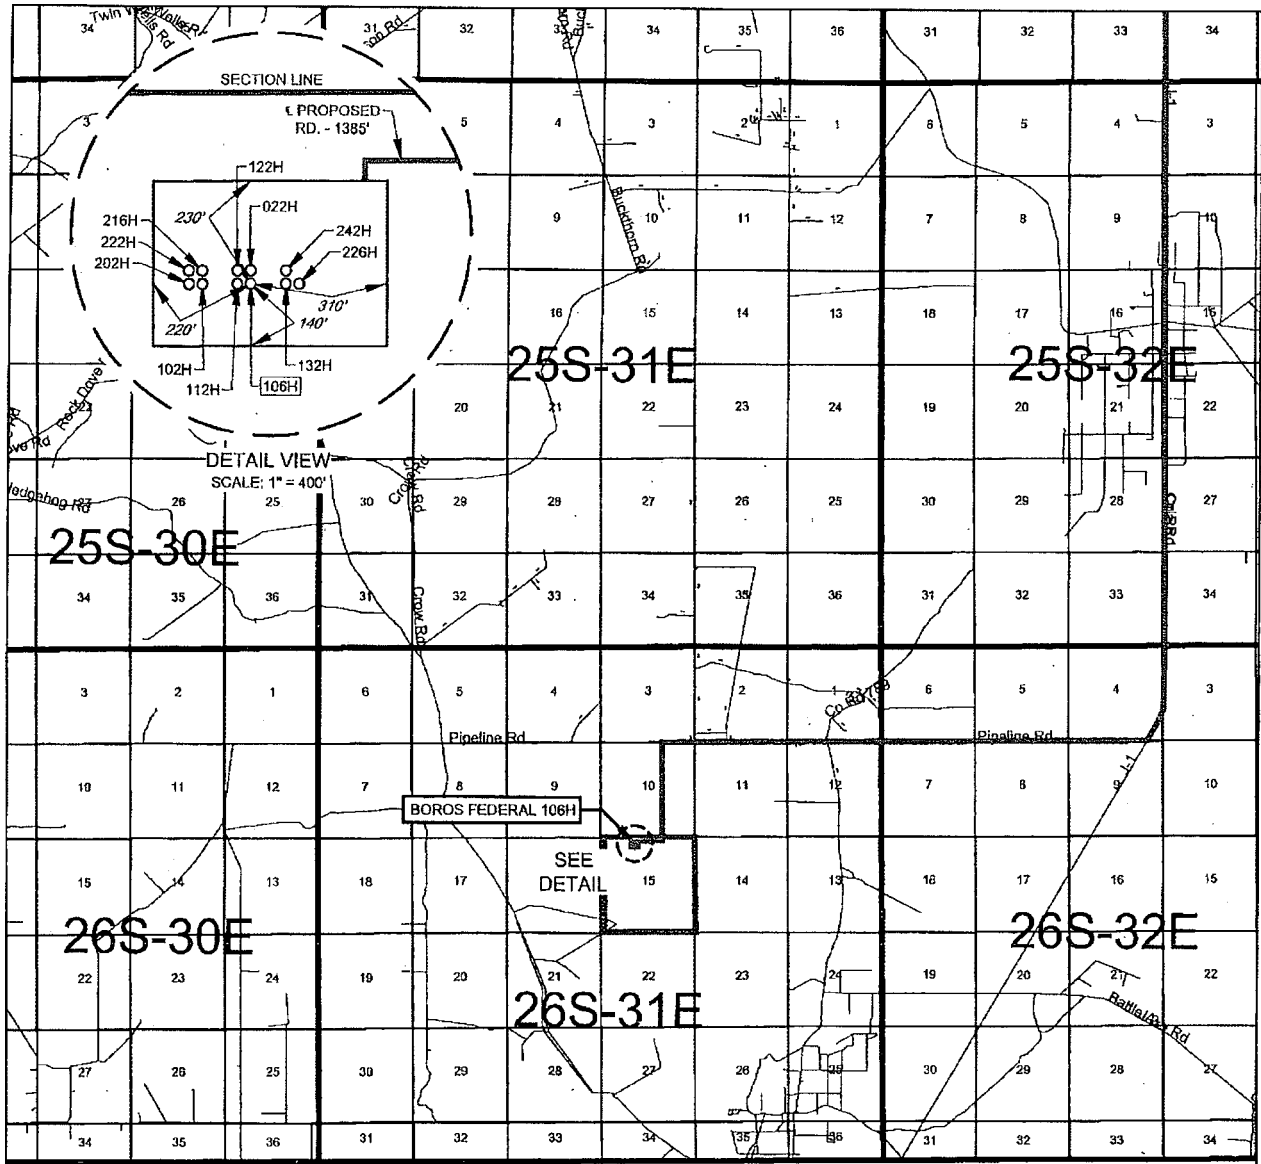 34 31 32 33 34 35 36 31 32 33 34
Twin Wells Rd
SECTION LINE
PROPOSED
RD. - 1385'
122H
022H
216H
230'
242H
222H
226H
202H
310'
220'
140'
102H
132H
112H
106H
DETAIL VIEW
SCALE: 1" = 400'
3 5 4 3 2 1 6 5 4 3
Buckthorn Rd
9 10 11 12 7 8 9 10
16 15 14 13 18 17 16 15
25S-31E
25S-32E
Rock Dove
22 20 21 22 23 24 19 20 21 22
Crow Rd
Hedgehog Rd
27 26 25 30 29 28 27 26 25 30 29 28 27
25S-30E
34 35 36 31 32 33 34 35 36 31 32 33 34
Crow Rd
3 2 1 6 5 4 3 2 1 6 5 4 3
Co Rd 789
Pipeline Rd
Pipeline Rd
10 11 12 7 8 9 10 11 12 7 8 9 10
J-1
BOROS FEDERAL 106H
SEE
DETAIL
15 14 13 18 17 15 14 13 18 17 16 15
26S-30E
26S-32E
22 23 24 19 20 21 22 23 24 19 20 21 22
26S-31E
27 26 25 30 29 28 27 26 25 30 29 28 27
34 35 36 31 32 33 34 35 36 31 32 33 34